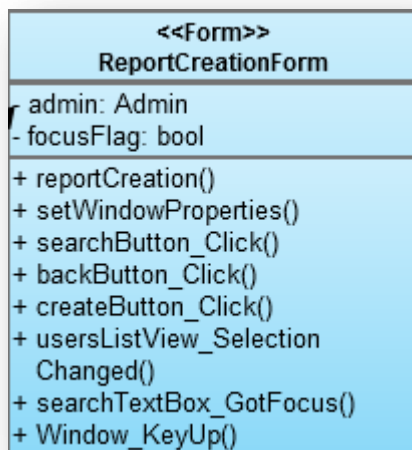 <<Form>>
ReportCreationForm
admin: Admin
- focusFlag: bool
+ reportCreation()
+ setWindowProperties()
+ searchButton_Click()
+ backButton_Click()
+ createButton_Click()
+ usersListView_Selection
Changed()
+ searchTextBox_GotFocus()
+ Window_KeyUp()